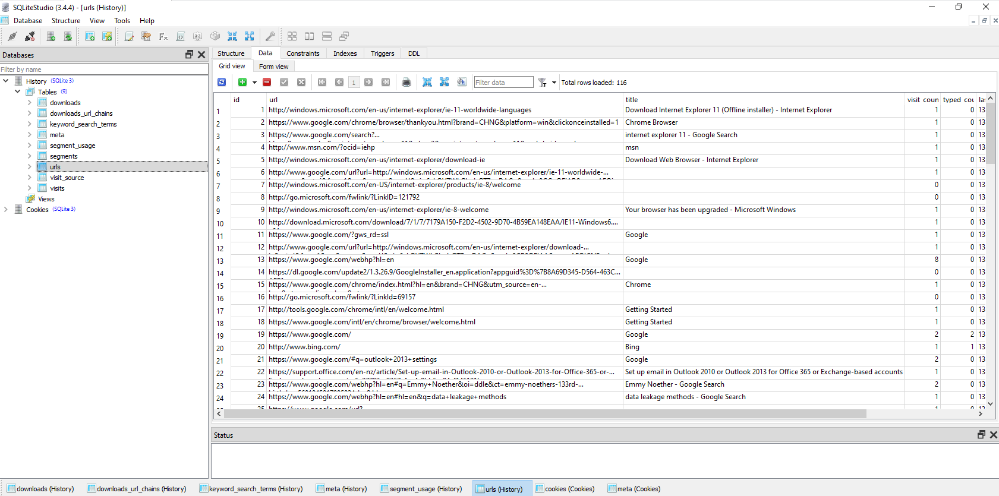 SQLiteStudio (3.4.4) - [urls (History)]
Database Structure View Tools Help
Databases
Filter by name
History (SQLite 3)
Tables (9)
downloads
downloads_url_chains
keyword_search_terms
meta
segment_usage
segments
urls
visit_source
visits
Views
Cookies (SQLite 3)
Structure Data Constraints Indexes Triggers DDL
Grid view Form view
1 Filter data Total rows loaded: 116
id url title visit_coun typed_cou las
1 1 http://windows.microsoft.com/en-us/internet-explorer/ie-11-worldwide-languages Download Internet Explorer 11 (Offline installer) - Internet Explorer 1 0 13
2 2 https://www.google.com/chrome/browser/thankyou.html?brand=CHNG&platform=win&clickonceinstalled=1 Chrome Browser 1 0 13
3 3 https://www.google.com/search?... internet explorer 11 - Google Search 1 0 13
4 4 http://www.msn.com/?ocid=iehp msn 1 0 13
5 5 http://windows.microsoft.com/en-us/internet-explorer/download-ie Download Web Browser - Internet Explorer 1 0 13
6 6 http://www.google.com/url?url=http://windows.microsoft.com/en-us/internet-explorer/ie-11-worldwide-... 1 0 13
7 7 http://windows.microsoft.com/en-US/internet-explorer/products/ie-8/welcome 0 0 13
8 8 http://go.microsoft.com/fwlink/?LinkID=121792 0 0 13
9 9 http://windows.microsoft.com/en-us/internet-explorer/ie-8-welcome Your browser has been upgraded - Microsoft Windows 1 0 13
10 10 http://download.microsoft.com/download/7/1/7/7179A150-F2D2-4502-9D70-4B59EA148EAA/IE11-Windows6.... 1 0 13
11 11 https://www.google.com/?gws_rd=ssl Google 1 0 13
12 12 http://www.google.com/url?url=http://windows.microsoft.com/en-us/internet-explorer/download-... 1 0 13
13 13 https://www.google.com/webhp?hl=en Google 8 0 13
14 14 https://dl.google.com/update2/1.3.26.9/GoogleInstaller_en.application?appguid%3D%7B8A69D345-D564-463C... 0 0 13
15 15 https://www.google.com/chrome/index.html?hl=en&brand=CHNG&utm_source=en-... Chrome 1 0 13
16 16 http://go.microsoft.com/fwlink/?LinkId=69157 0 0 13
17 17 http://tools.google.com/chrome/intl/en/welcome.html Getting Started 1 0 13
18 18 https://www.google.com/intl/en/chrome/browser/welcome.html Getting Started 1 0 13
19 19 https://www.google.com/ Google 2 2 13
20 20 http://www.bing.com/ Bing 1 1 13
21 21 https://www.google.com/#q=outlook+2013+settings Google 2 0 13
22 22 https://support.office.com/en-nz/article/Set-up-email-in-Outlook-2010-or-Outlook-2013-for-Office-365-or-... Set up email in Outlook 2010 or Outlook 2013 for Office 365 or Exchange-based accounts 1 0 13
23 23 https://www.google.com/webhp?hl=en#q=Emmy+Noether&oi=ddle&ct=emmy-noethers-133rd-... Emmy Noether - Google Search 2 0 13
24 24 https://www.google.com/webhp?hl=en#hl=en&q=data+leakage+methods data leakage methods - Google Search 1 0 13
Status
downloads (History) downloads_url_chains (History) keyword_search_terms (History) meta (History) segment_usage (History) urls (History) cookies (Cookies) meta (Cookies)